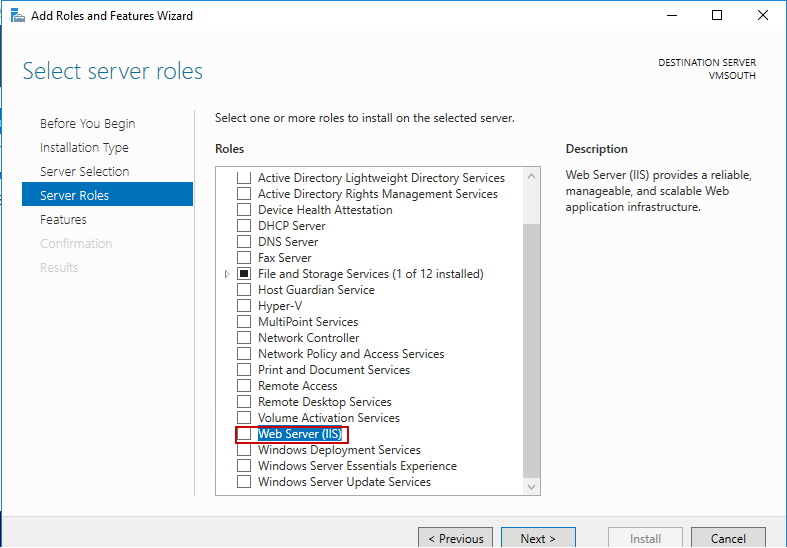 Add Roles and Features Wizard
Select server roles
DESTINATION SERVER
VMSOUTH
Before You Begin
Installation Type
Server Selection
Server Roles
Features
Confirmation
Results
Select one or more roles to install on the selected server.
Roles
Active Directory Lightweight Directory Services
Active Directory Rights Management Services
Device Health Attestation
DHCP Server
DNS Server
Fax Server
File and Storage Services (1 of 12 installed)
Host Guardian Service
Hyper-V
MultiPoint Services
Network Controller
Network Policy and Access Services
Print and Document Services
Remote Access
Remote Desktop Services
Volume Activation Services
Web Server (IIS)
Windows Deployment Services
Windows Server Essentials Experience
Windows Server Update Services
Description
Web Server (IIS) provides a reliable,
manageable, and scalable Web
application infrastructure.
< Previous
Next >
Install
Cancel